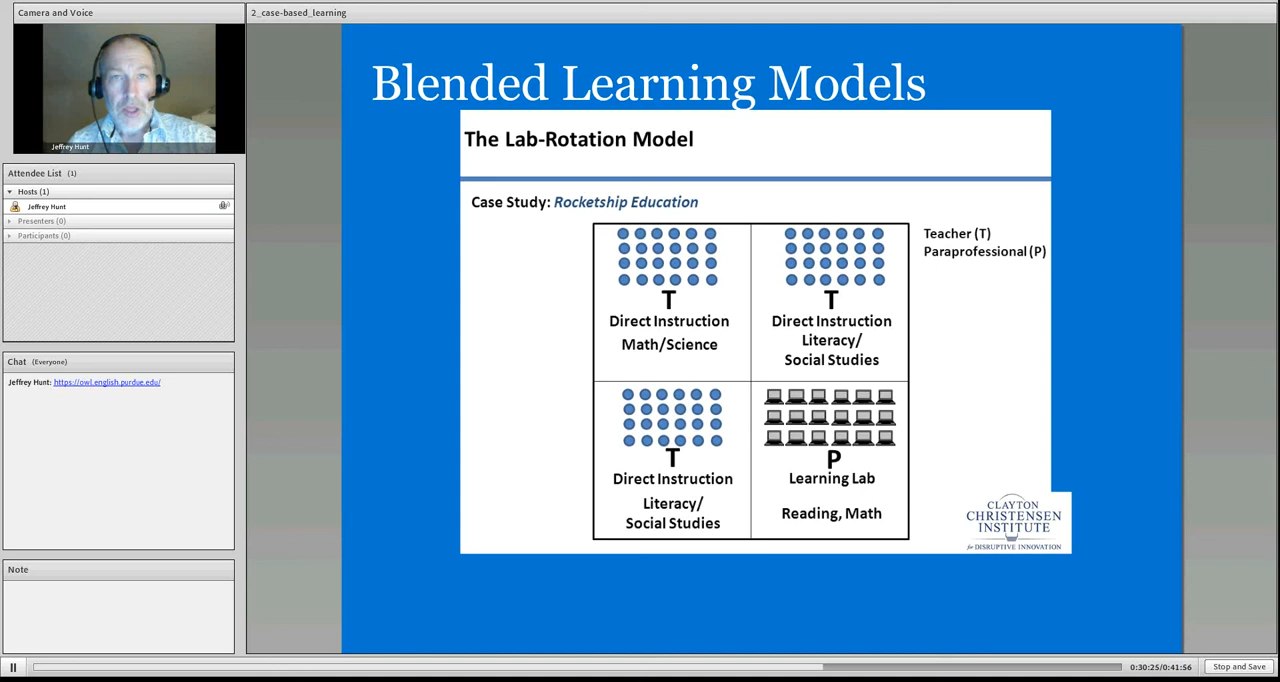 Camera and Voice
2_case-based_learning
Jeffrey Hunt
Attendee List (1)
Hosts (1)
Jeffrey Hunt
Presenters (0)
Participants (0)
Chat (Everyone)
Jeffrey Hunt: https://owl.english.purdue.edu/
Note
Blended Learning Models
The Lab-Rotation Model
Case Study: Rocketship Education
Teacher (T)
Paraprofessional (P)
T
Direct Instruction
Math/Science
T
Direct Instruction
Literacy/
Social Studies
T
Direct Instruction
Literacy/
Social Studies
P
Learning Lab
Reading, Math
CLAYTON
CHRISTENSEN
INSTITUTE
for DISRUPTIVE INNOVATION
0:30:25/0:41:56
Stop and Save